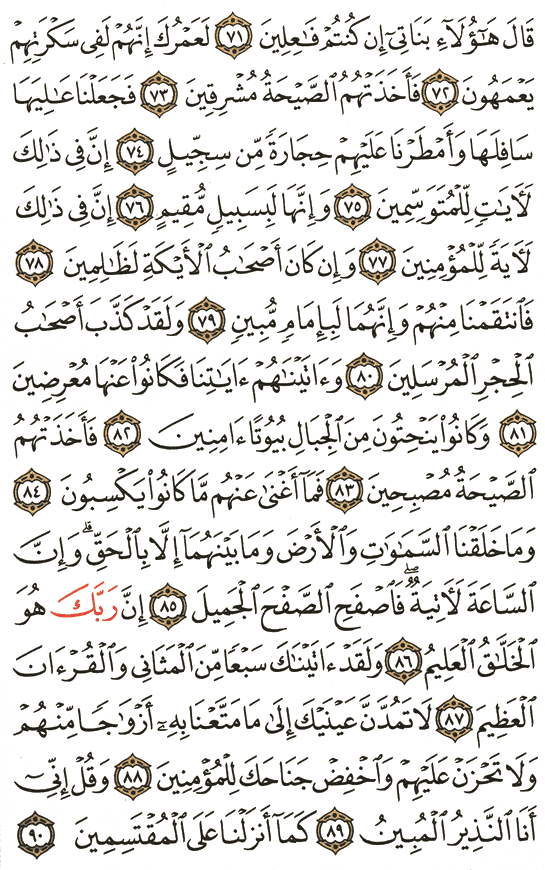 قَالَ هَٰٓؤُلَآءِ بَنَاتِىٓ إِن كُنتُمْ فَٰعِلِينَ ٧١ لَعَمْرُكَ إِنَّهُمْ لَفِى سَكْرَتِهِمْ
يَعْمَهُونَ ٧٢ فَأَخَذَتْهُمُ ٱلصَّيْحَةُ مُشْرِقِينَ ٧٣ فَجَعَلْنَا عَٰلِيَهَا
سَافِلَهَا وَأَمْطَرْنَا عَلَيْهِمْ حِجَارَةً مِّن سِجِّيلٍ ٧٤ إِنَّ فِى ذَٰلِكَ
لَءَايَٰتٍ لِّلْمُتَوَسِّمِينَ ٧٥ وَإِنَّهَا لَبِسَبِيلٍ مُّقِيمٍ ٧٦ إِنَّ فِى ذَٰلِكَ
لَءَايَةً لِّلْمُؤْمِنِينَ ٧٧ وَإِن كَانَ أَصْحَٰبُ ٱلْأَيْكَةِ لَظَٰلِمِينَ ٧٨
فَٱنتَقَمْنَا مِنْهُمْ وَإِنَّهُمَا لَبِإِمَامٍ مُّبِينٍ ٧٩ وَلَقَدْ كَذَّبَ أَصْحَٰبُ
ٱلْحِجْرِ ٱلْمُرْسَلِينَ ٨٠ وَءَاتَيْنَٰهُمْ ءَايَٰتِنَا فَكَانُوا۟ عَنْهَا مُعْرِضِينَ
٨١ وَكَانُوا۟ يَنْحِتُونَ مِنَ ٱلْجِبَالِ بُيُوتًا ءَامِنِينَ ٨٢ فَأَخَذَتْهُمُ
ٱلصَّيْحَةُ مُصْبِحِينَ ٨٣ فَمَآ أَغْنَىٰ عَنْهُم مَّا كَانُوا۟ يَكْسِبُونَ ٨٤
وَمَا خَلَقْنَا ٱلسَّمَٰوَٰتِ وَٱلْأَرْضَ وَمَا بَيْنَهُمَآ إِلَّا بِٱلْحَقِّ ۗ وَإِنَّ
ٱلسَّاعَةَ لَءَاتِيَةٌ ۖ فَٱصْفَحِ ٱلصَّفْحَ ٱلْجَمِيلَ ٨٥ إِنَّ رَبَّكَ هُوَ
ٱلْخَلَّٰقُ ٱلْعَلِيمُ ٨٦ وَلَقَدْ ءَاتَيْنَٰكَ سَبْعًا مِّنَ ٱلْمَثَانِى وَٱلْقُرْءَانَ
ٱلْعَظِيمَ ٨٧ لَا تَمُدَّنَّ عَيْنَيْكَ إِلَىٰ مَا مَتَّعْنَا بِهِۦٓ أَزْوَٰجًا مِّنْهُمْ
وَلَا تَحْزَنْ عَلَيْهِمْ وَٱخْفِضْ جَنَاحَكَ لِلْمُؤْمِنِينَ ٨٨ وَقُلْ إِنِّىٓ
أَنَا ٱلنَّذِيرُ ٱلْمُبِينُ ٨٩ كَمَآ أَنزَلْنَا عَلَى ٱلْمُقْتَسِمِينَ ٩٠